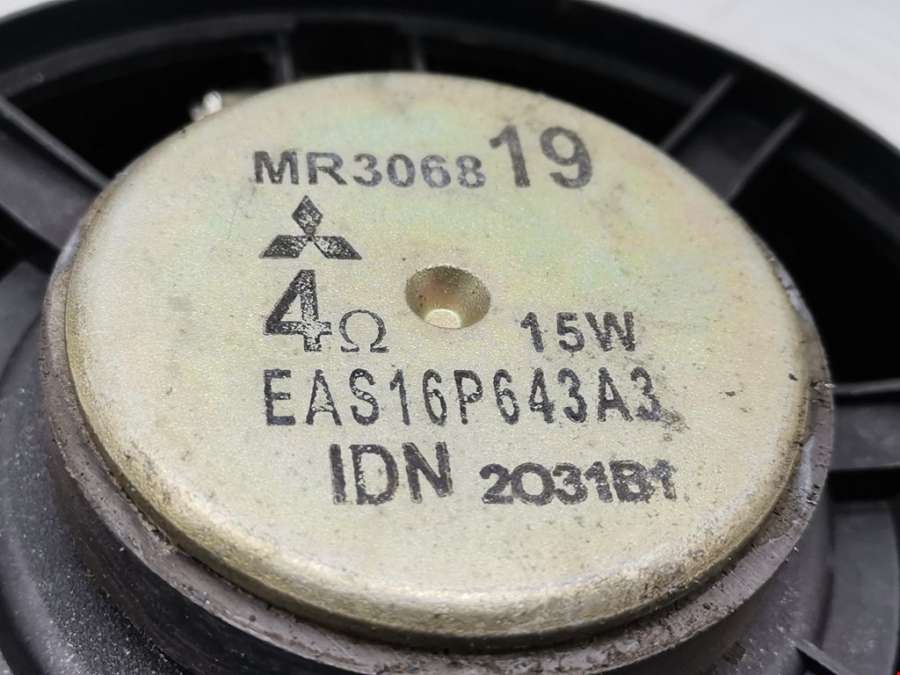 MR306819
4Ω 15W
EAS16P643A3
IDN 2031B1